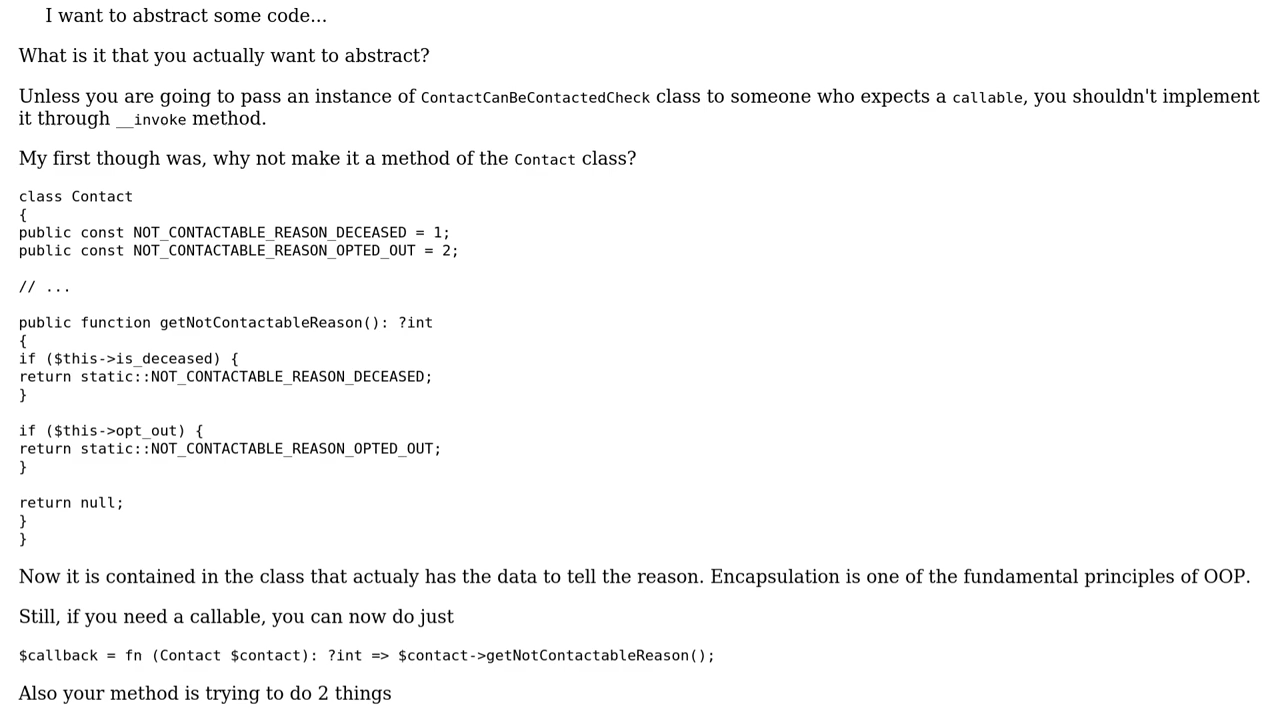 I want to abstract some code...
What is it that you actually want to abstract?
Unless you are going to pass an instance of ContactCanBeContactedCheck class to someone who expects a callable, you shouldn't implement
it through __invoke method.
My first though was, why not make it a method of the Contact class?
class Contact
{
public const NOT_CONTACTABLE_REASON_DECEASED = 1;
public const NOT_CONTACTABLE_REASON_OPTED_OUT = 2;
// ...
public function getNotContactableReason(): ?int
{
if ($this->is_deceased) {
return static::NOT_CONTACTABLE_REASON_DECEASED;
}
if ($this->opt_out) {
return static::NOT_CONTACTABLE_REASON_OPTED_OUT;
}
return null;
}
}
Now it is contained in the class that actualy has the data to tell the reason. Encapsulation is one of the fundamental principles of OOP.
Still, if you need a callable, you can now do just
$callback = fn (Contact $contact): ?int => $contact->getNotContactableReason();
Also your method is trying to do 2 things